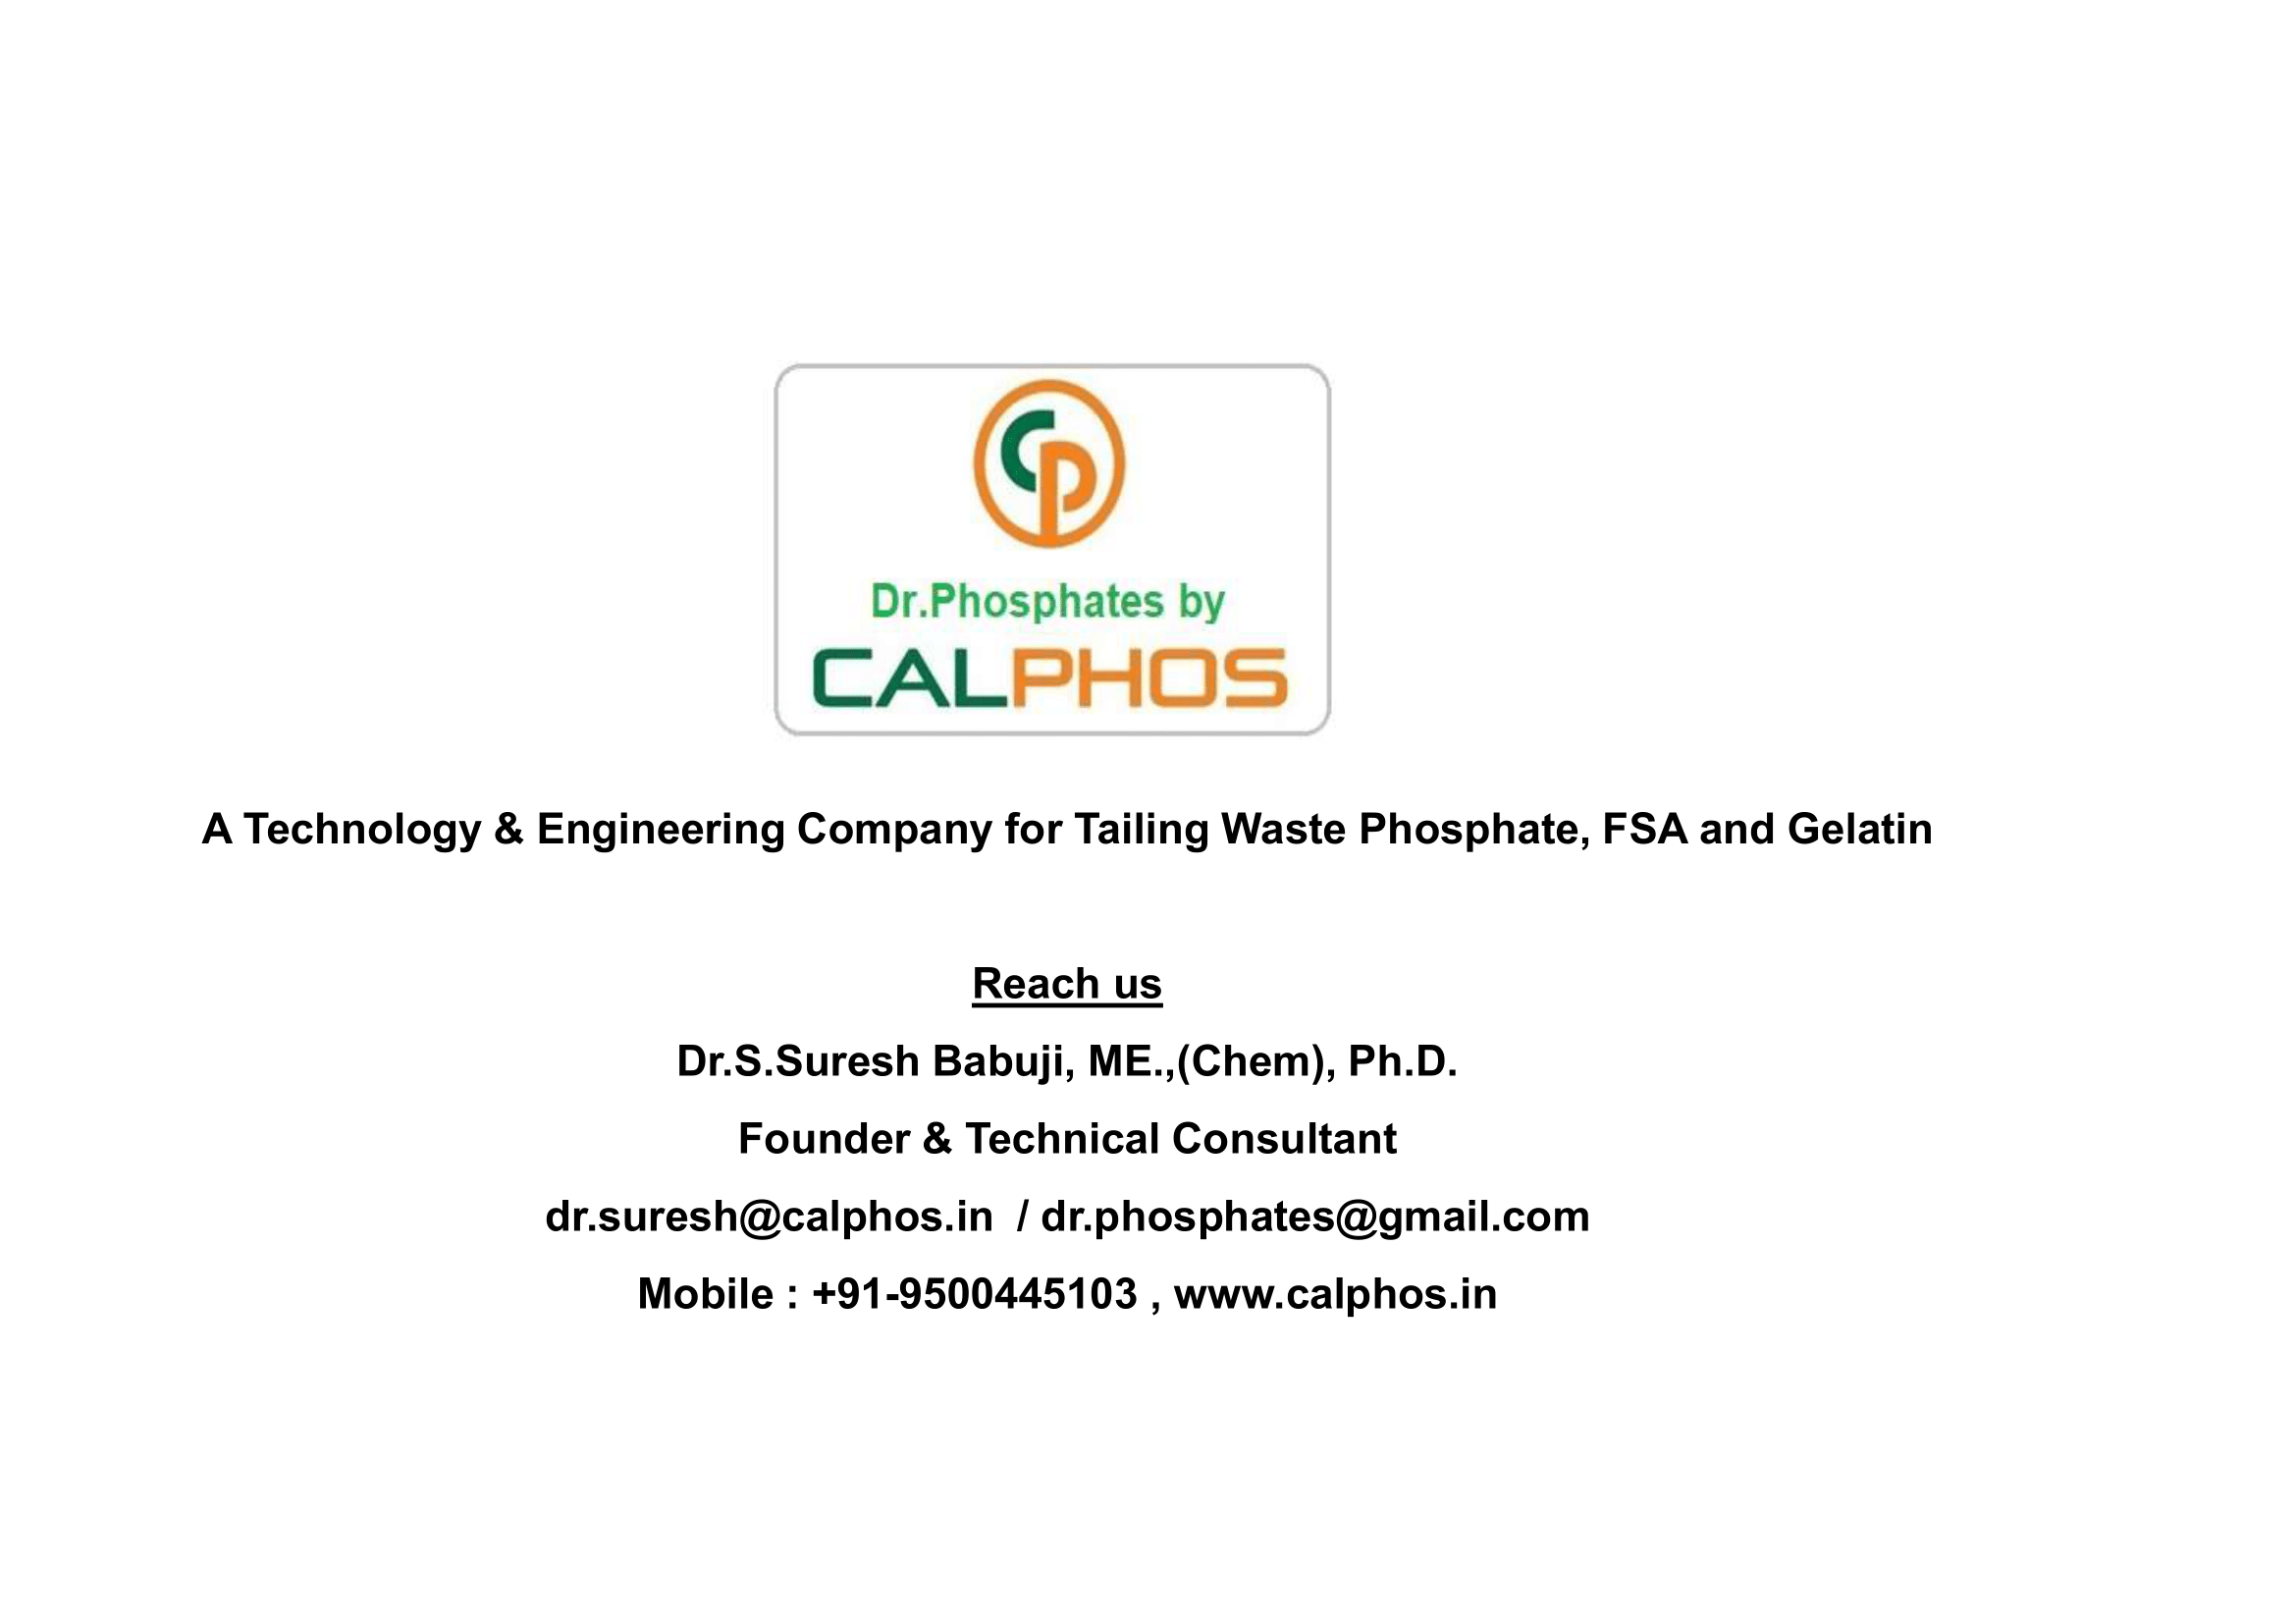 CP
Dr.Phosphates by
CALPHOS
A Technology & Engineering Company for Tailing Waste Phosphate, FSA and Gelatin
Reach us
Dr.S.Suresh Babuji, ME.,(Chem), Ph.D.
Founder & Technical Consultant
dr.suresh@calphos.in / dr.phosphates@gmail.com
Mobile : +91-9500445103 , www.calphos.in